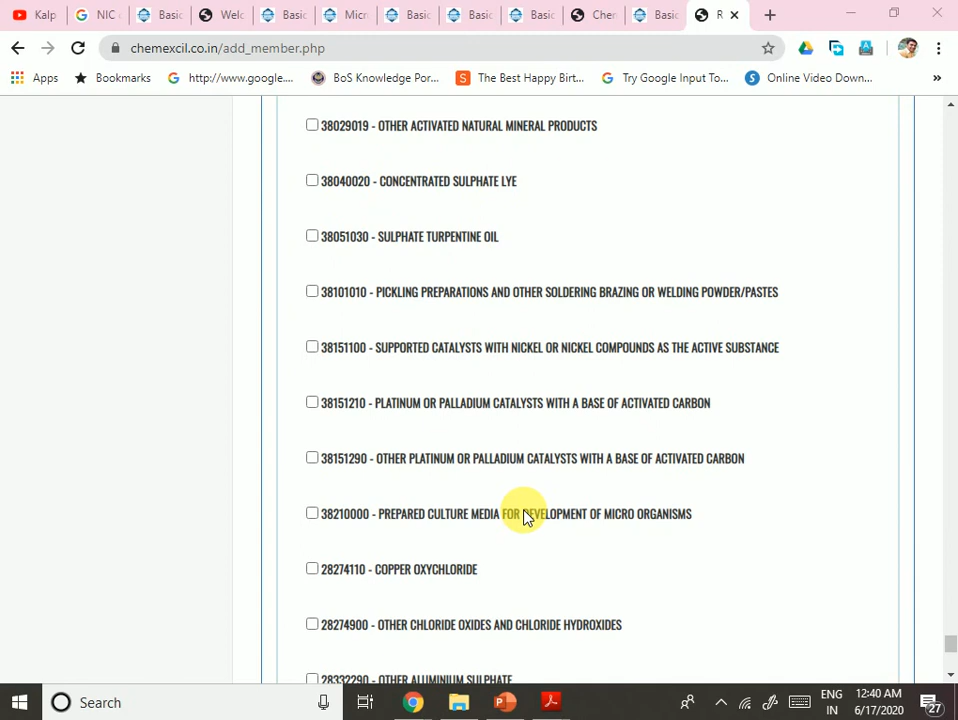 Kalp
NIC
Basic
Welc
Basic
Micr
Basic
Basic
Basic
Cher
Basic
R
chemexcil.co.in/add_member.php
Apps
Bookmarks
http://www.google....
BoS Knowledge Por...
The Best Happy Birt...
Try Google Input To...
Online Video Down...
»
38029019 - OTHER ACTIVATED NATURAL MINERAL PRODUCTS
38040020 - CONCENTRATED SULPHATE LYE
38051030 - SULPHATE TURPENTINE OIL
38101010 - PICKLING PREPARATIONS AND OTHER SOLDERING BRAZING OR WELDING POWDER/PASTES
38151100 - SUPPORTED CATALYSTS WITH NICKEL OR NICKEL COMPOUNDS AS THE ACTIVE SUBSTANCE
38151210 - PLATINUM OR PALLADIUM CATALYSTS WITH A BASE OF ACTIVATED CARBON
38151290 - OTHER PLATINUM OR PALLADIUM CATALYSTS WITH A BASE OF ACTIVATED CARBON
38210000 - PREPARED CULTURE MEDIA FOR DEVELOPMENT OF MICRO ORGANISMS
28274110 - COPPER OXYCHLORIDE
28274900 - OTHER CHLORIDE OXIDES AND CHLORIDE HYDROXIDES
28332290 - OTHER ALUMINIUM SULPHATE
Search
ENG
IN
12:40 AM
6/17/2020
27